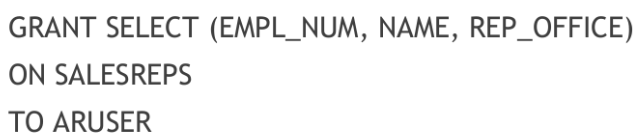 GRANT SELECT (EMPL_NUM, NAME, REP_OFFICE)
ON SALESREPS
TO ARUSER